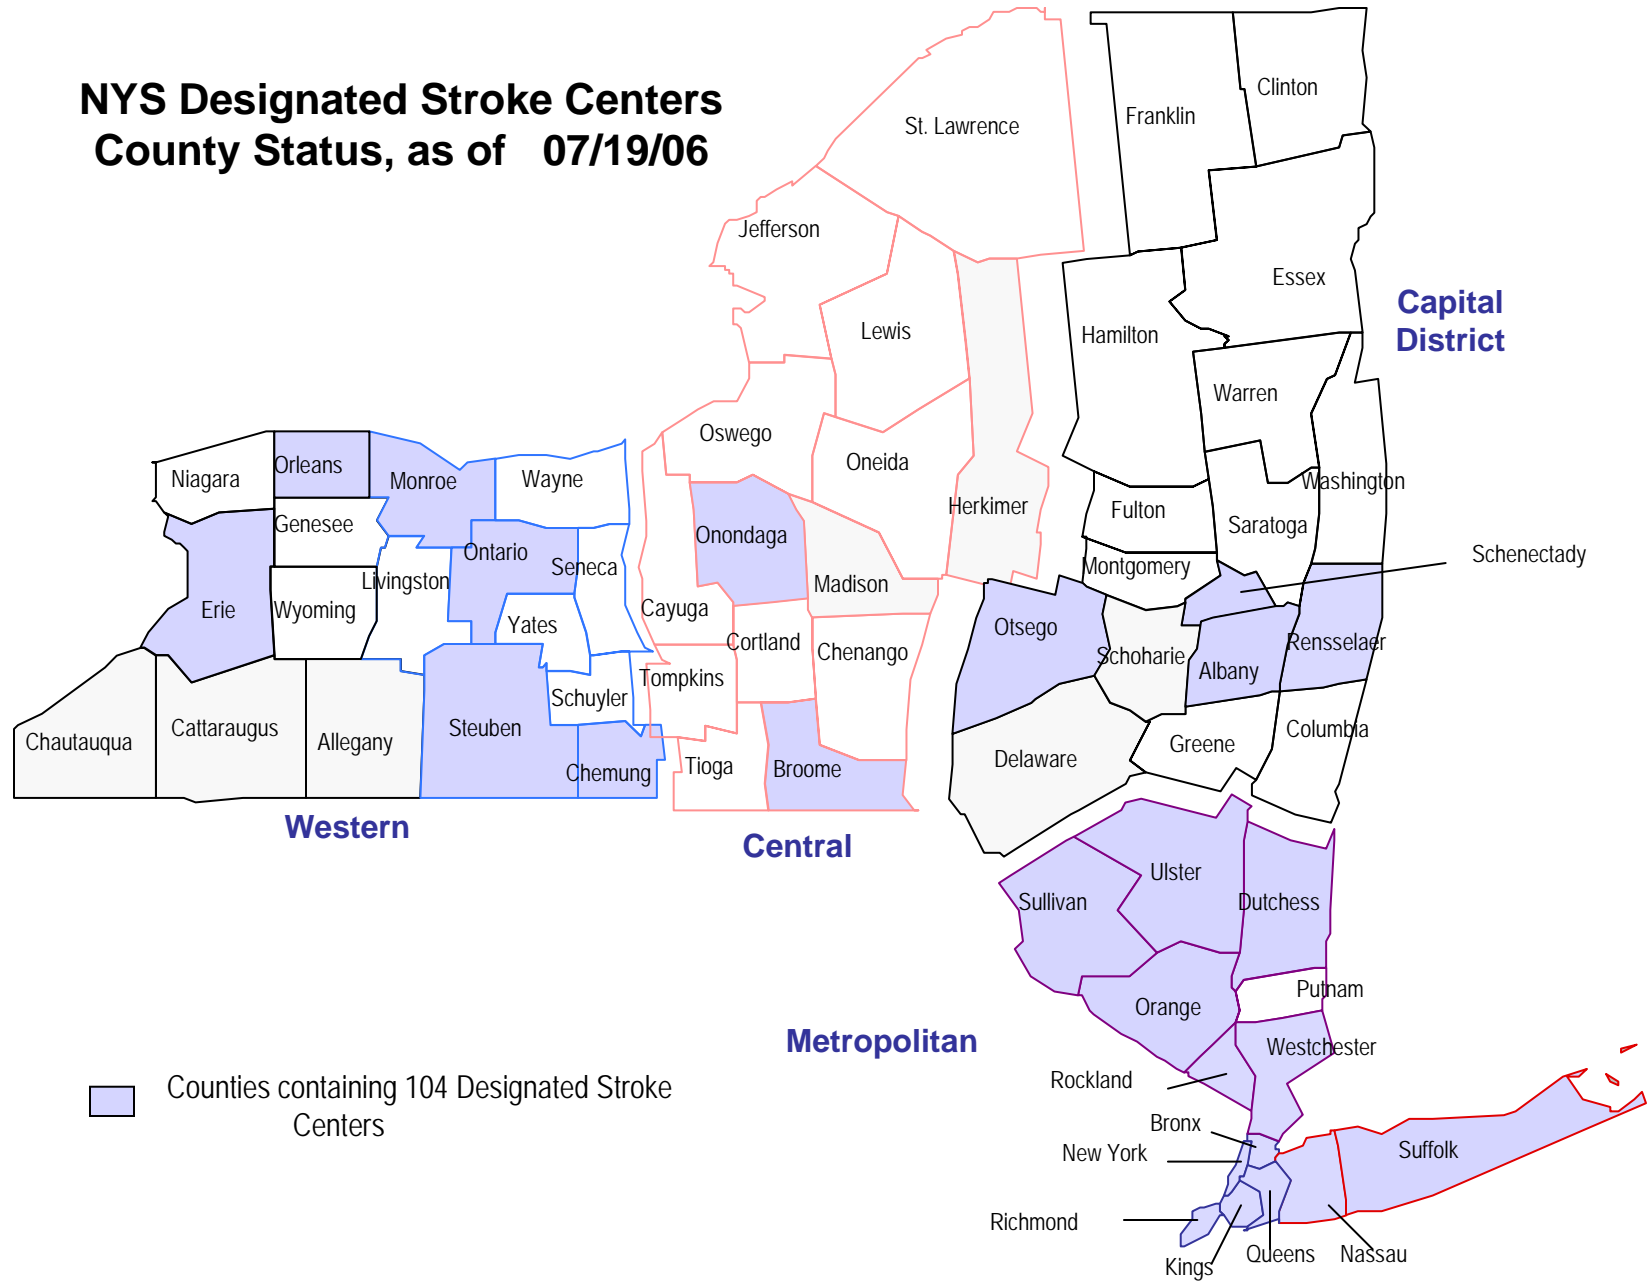 NYS Designated Stroke Centers
County Status, as of 07/19/06
Clinton
Franklin
St. Lawrence
Jefferson
Essex
Capital
District
Lewis
Hamilton
Warren
Oswego
Oneida
Orleans
Niagara
Monroe
Wayne
Washington
Herkimer
Fulton
Genesee
Saratoga
Onondaga
Ontario
Schenectady
Seneca
Montgomery
Livingston
Madison
Erie
Wyoming
Cayuga
Yates
Otsego
Cortland
Rensselaer
Chenango
Schoharie
Albany
Tompkins
Schuyler
Cattaraugus
Steuben
Columbia
Chautauqua
Allegany
Greene
Delaware
Tioga
Broome
Chemung
Western
Central
Ulster
Sullivan
Dutchess
Putnam
Orange
Metropolitan
Westchester
Rockland
Counties containing 104 Designated Stroke
Centers
Bronx
New York
Suffolk
Richmond
Queens
Nassau
Kings